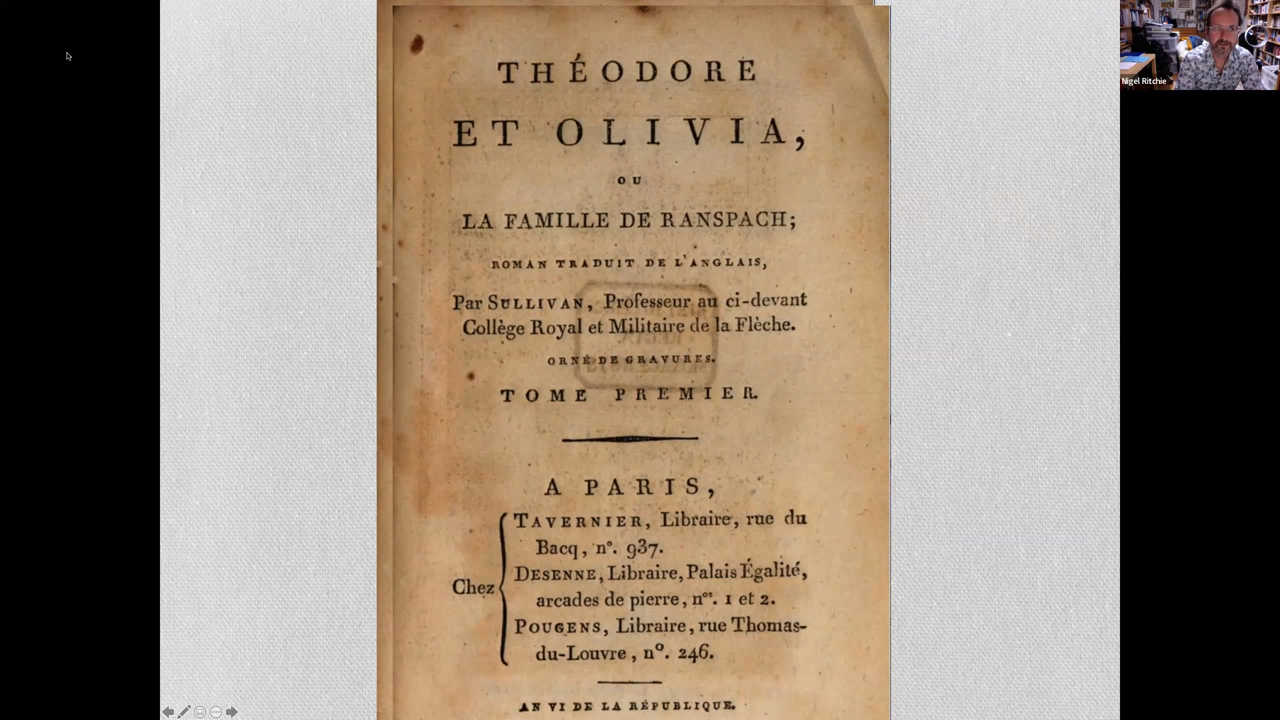 THÉODORE
ET OLIVIA,
OU
LA FAMILLE DE RANSPACH;
ROMAN TRADUIT DE L'ANGLAIS,
Par SULLIVAN, Professeur au ci-devant
Collège Royal et Militaire de la Flèche.
ORNÉ DE GRAVURES.
TOME PREMIER.
A PARIS,
Chez
TAVERNIER, Libraire, rue du
Bacq, n°. 937.
DESENNE, Libraire, Palais Égalité,
arcades de pierre, nos. 1 et 2.
POUGENS, Libraire, rue Thomas-
du-Louvre, n°. 246.
AN VI DE LA RÉPUBLIQUE.
Nigel Ritchie